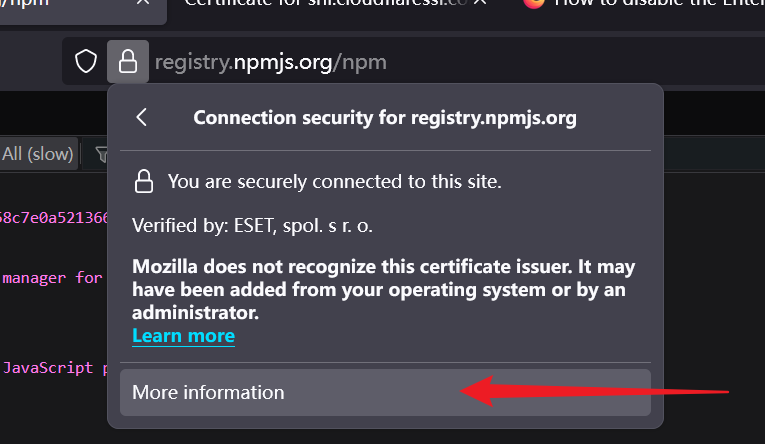 /npm
Certificate for sni.cloudflaressl.co
How to disable the Enter
registry.npmjs.org/npm
Connection security for registry.npmjs.org
All (slow)
You are securely connected to this site.
58c7e0a521366
Verified by: ESET, spol. s r. o.
manager for
Mozilla does not recognize this certificate issuer. It may
have been added from your operating system or by an
administrator.
Learn more
JavaScript p
More information